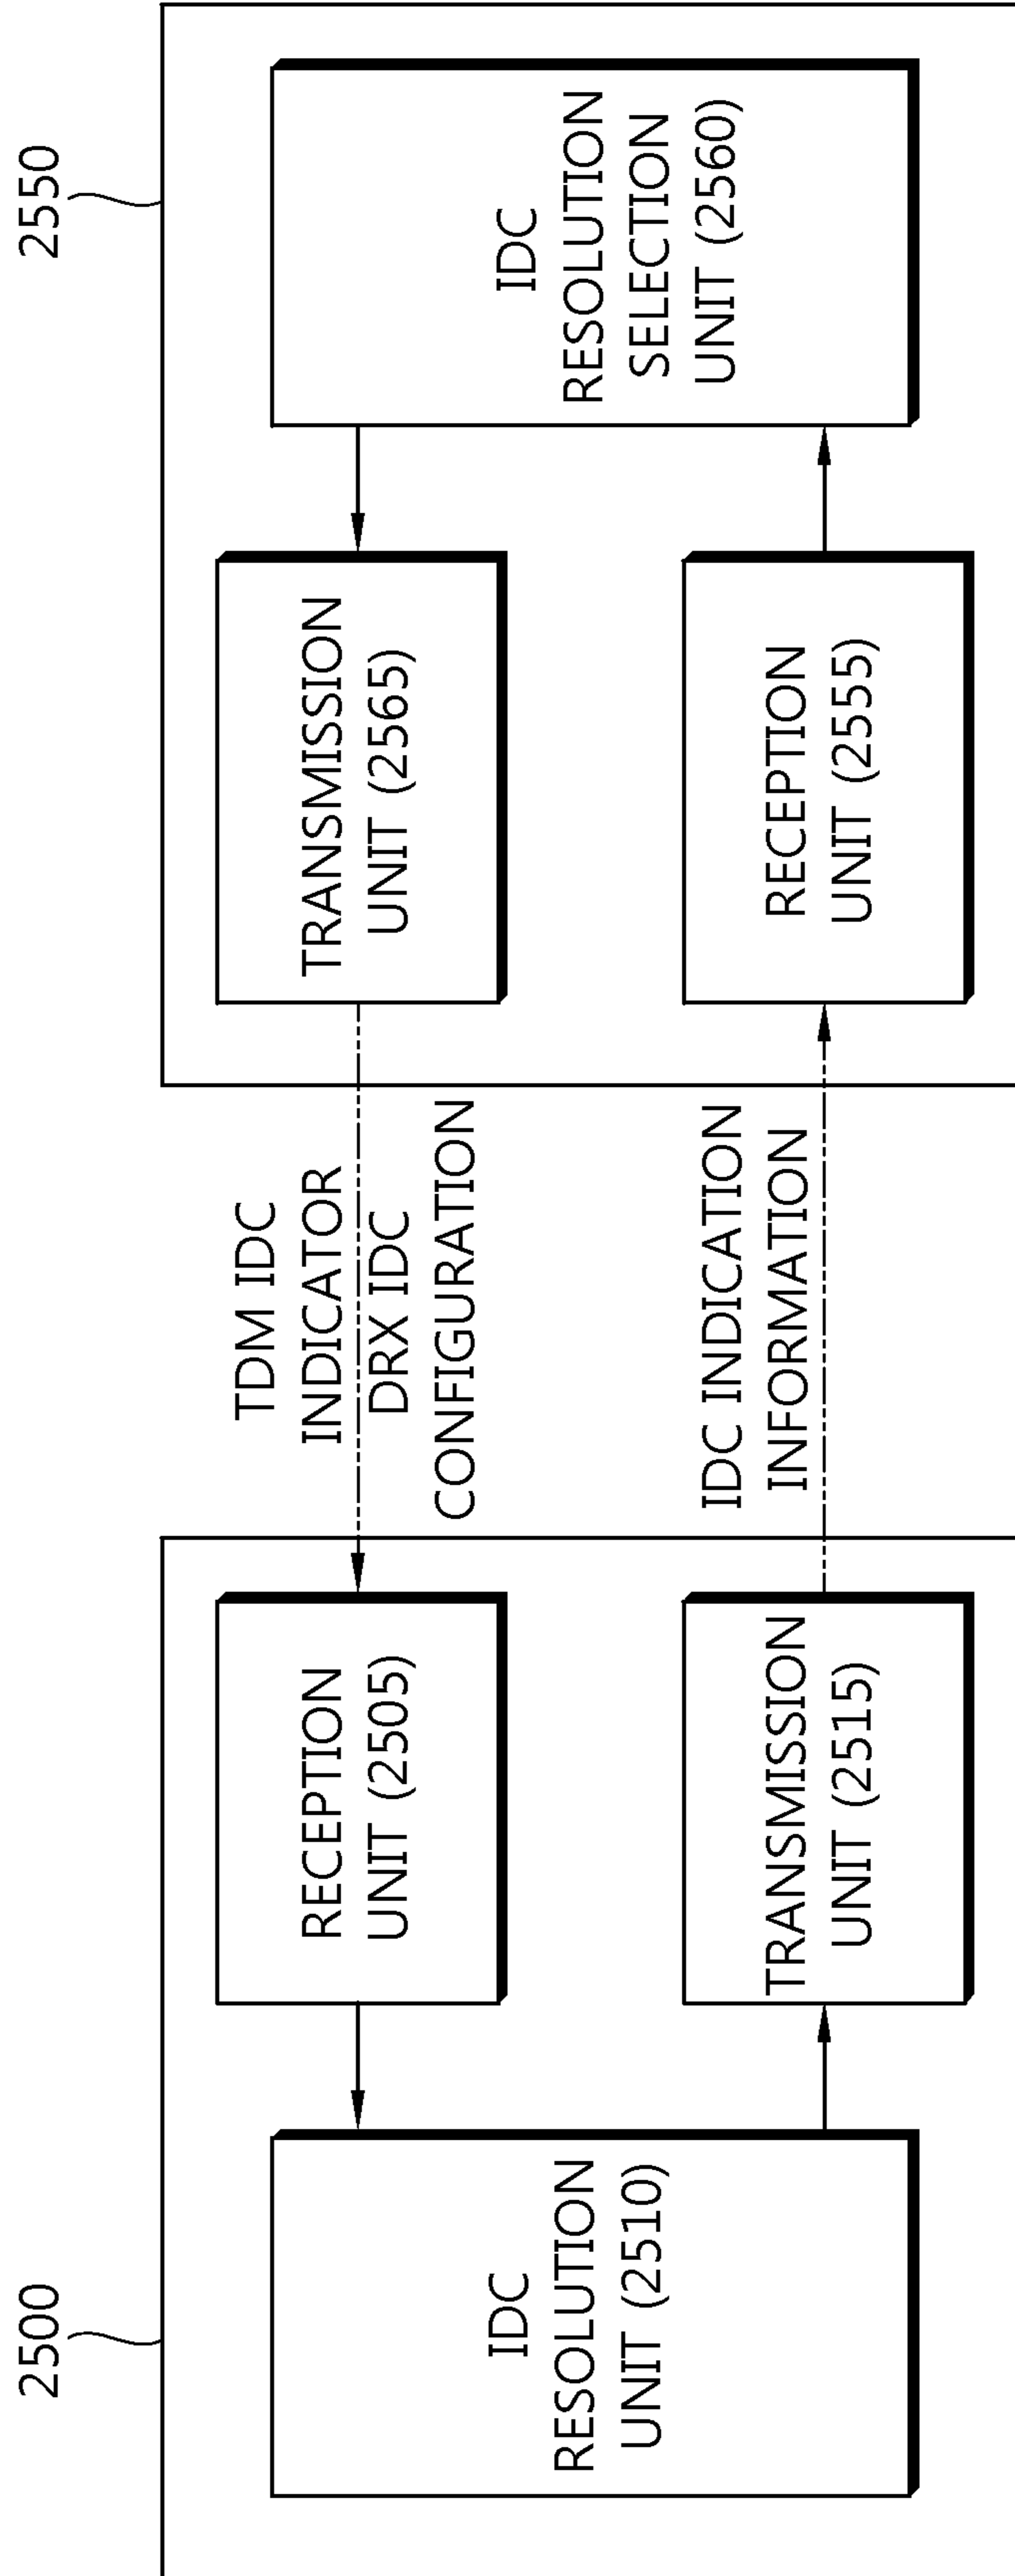 2500
IDC
RESOLUTION
UNIT (2510)
RECEPTION
UNIT (2505)
TRANSMISSION
UNIT (2515)
TDM IDC
INDICATOR
DRX IDC
CONFIGURATION
IDC INDICATION
INFORMATION
2550
TRANSMISSION
UNIT (2565)
RECEPTION
UNIT (2555)
IDC
RESOLUTION
SELECTION
UNIT (2560)